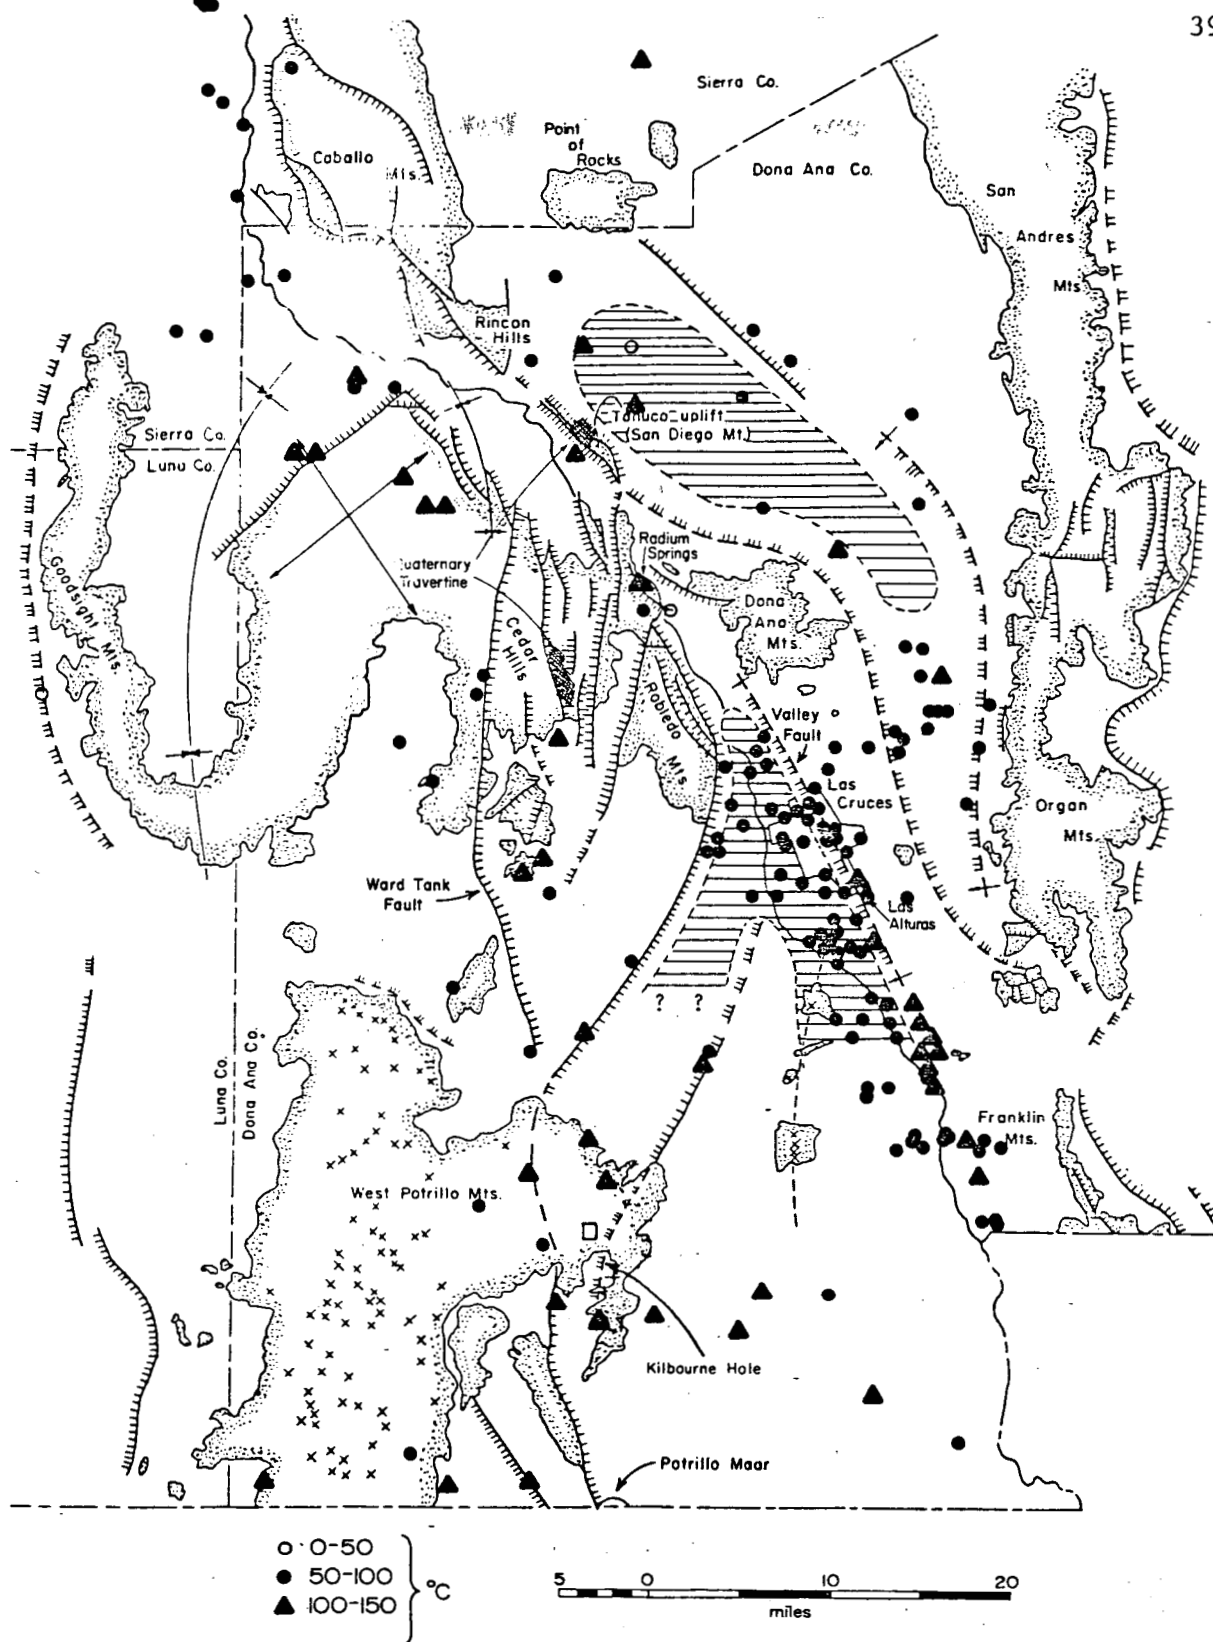 39
Sierra Co.
Point
of
Rocks
Dona Ana Co.
Caballo
Mts.
San
Andres
Mts
Rincon
Hills
Sierra Co.
Luna Co.
Tonuco uplift
(San Diego Mt.)
Radium
Springs
Quaternary
Travertine
Goodsight Mts.
Cedar
Hills
Dona
Ana
Mts.
Robledo
Mts
Valley
Fault
Las
Cruces
Organ
Mts.
Ward Tank
Fault
Las
Alturas
? ?
Luna Co.
Dona Ana Co.
Franklin
Mts.
West Potrillo Mts.
Kilbourne Hole
Potrillo Maar
0-50
50-100
100-150
°C
5 0 10 20
miles